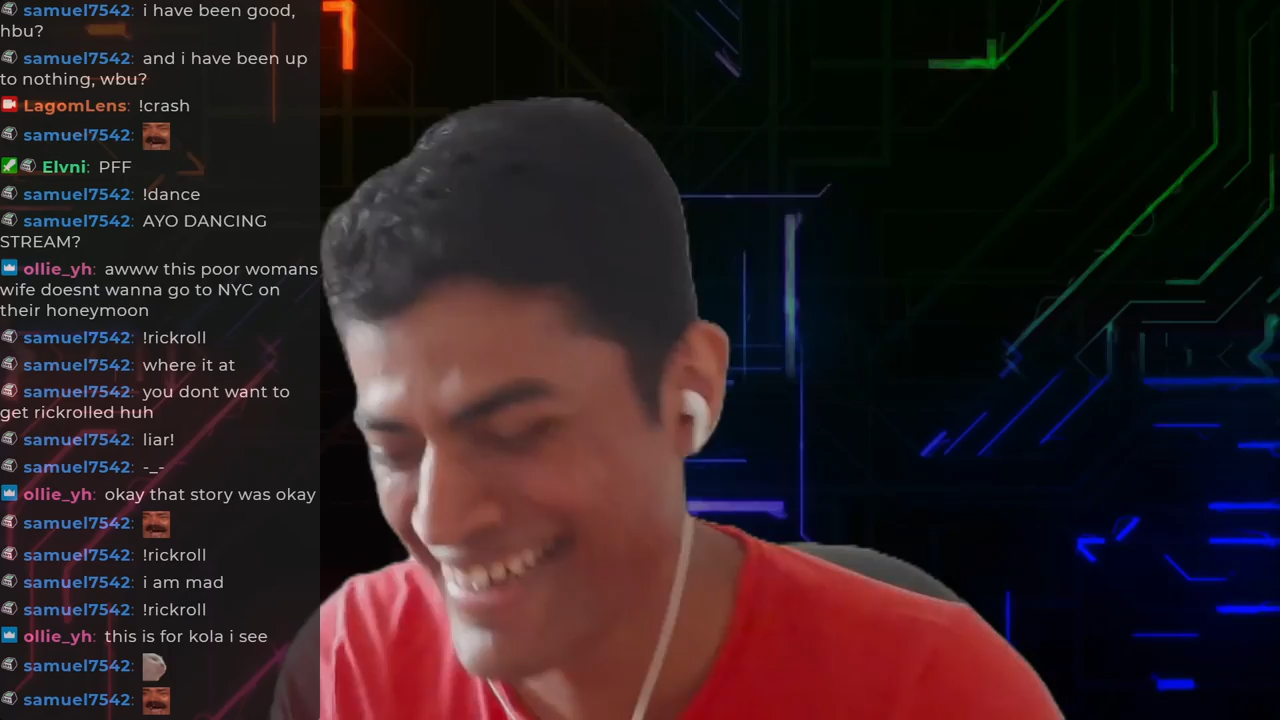 samuel7542: i have been good,
hbu?
samuel7542: and i have been up
to nothing, wbu?
LagomLens: !crash
samuel7542:
Elvni: PFF
samuel7542: !dance
samuel7542: AYO DANCING
STREAM?
ollie_yh: awww this poor womans
wife doesnt wanna go to NYC on
their honeymoon
samuel7542: !rickroll
samuel7542: where it at
samuel7542: you dont want to
get rickrolled huh
samuel7542: liar!
samuel7542: -_-
ollie_yh: okay that story was okay
samuel7542:
samuel7542: !rickroll
samuel7542: i am mad
samuel7542: !rickroll
ollie_yh: this is for kola i see
samuel7542:
samuel7542: